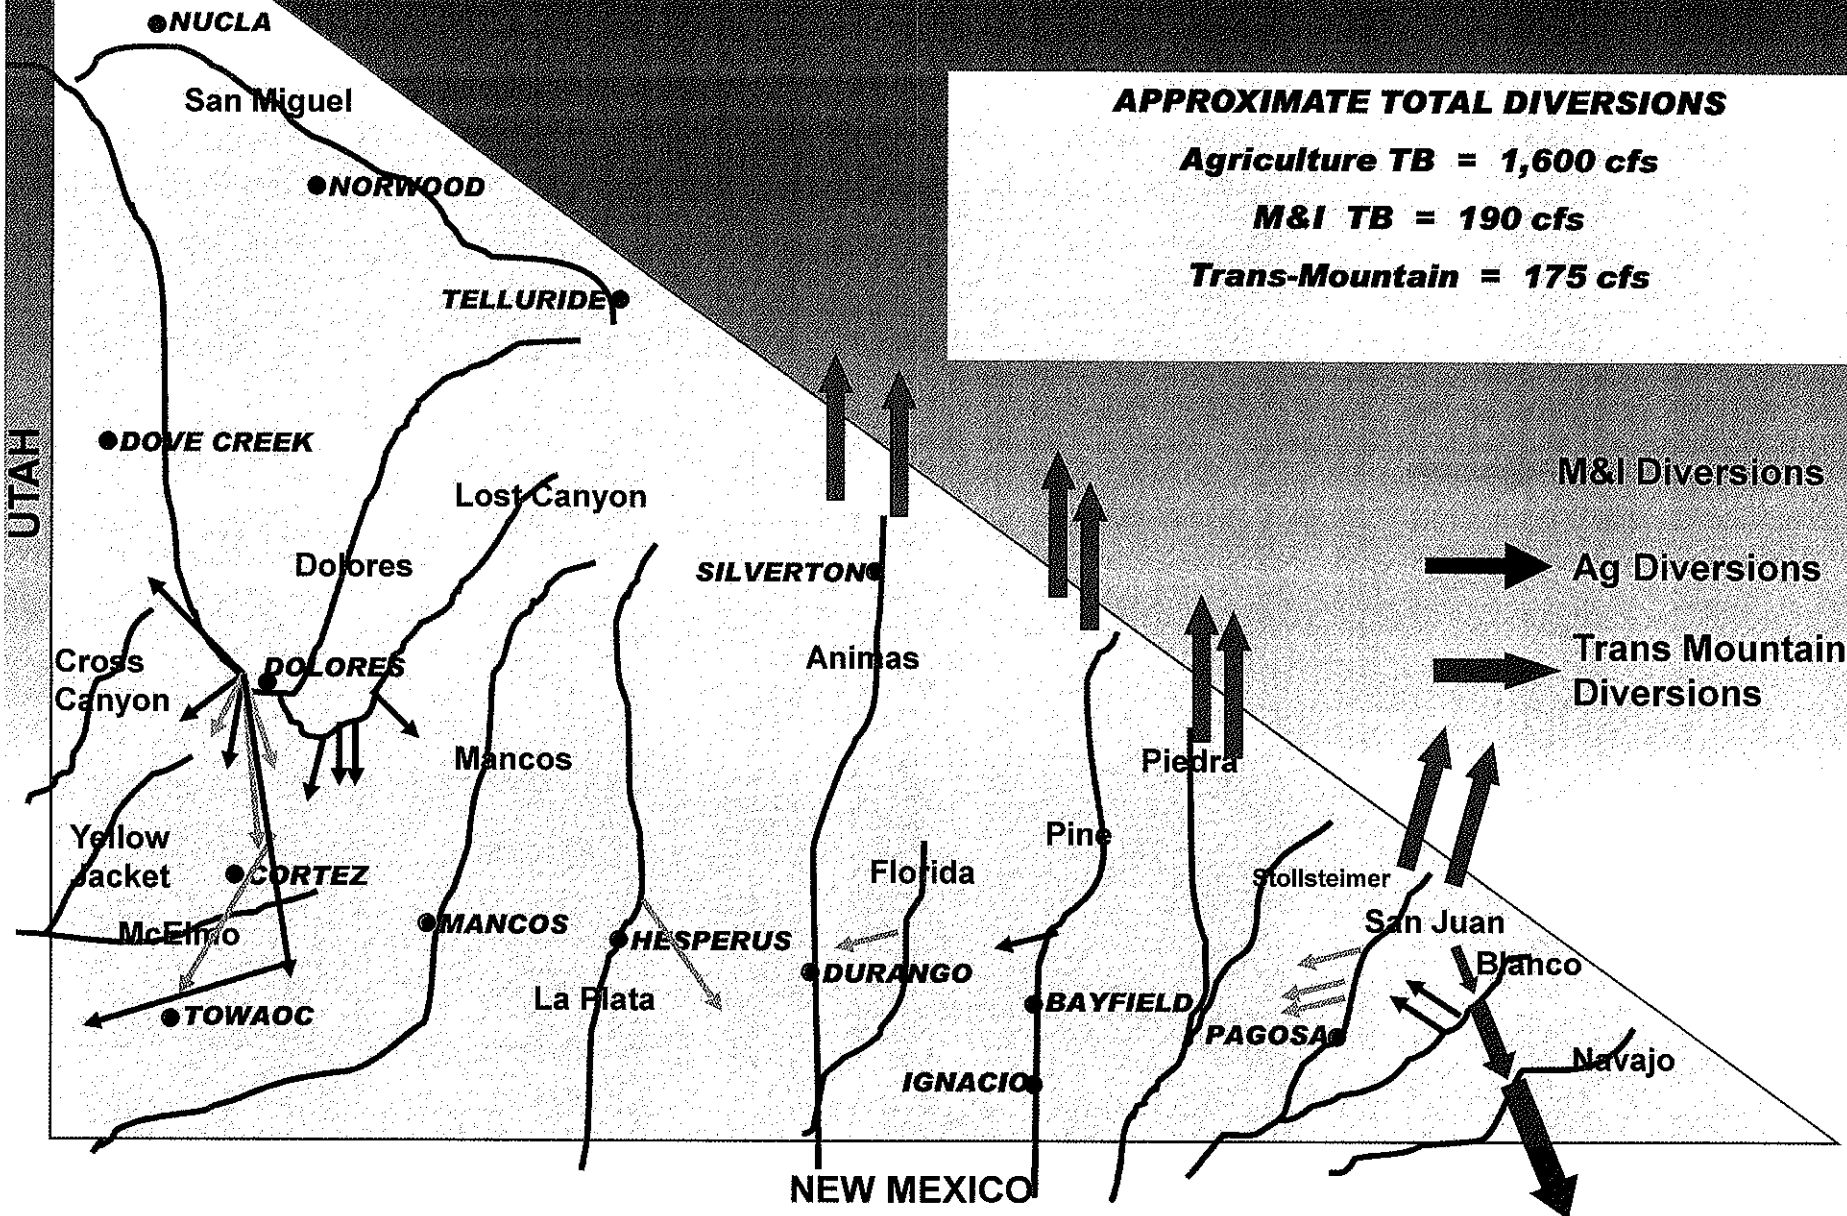 NUCLA
San Miguel
APPROXIMATE TOTAL DIVERSIONS
Agriculture TB = 1,600 cfs
NORWOOD
M&I TB = 190 cfs
Trans-Mountain = 175 cfs
TELLURIDE
UTAH
DOVE CREEK
M&I Diversions
Lost Canyon
Dolores
SILVERTON
Ag Diversions
Cross
Canyon
DOLORES
Animas
Trans Mountain
Diversions
Mancos
Piedra
Yellow
Jacket
Pine
CORTEZ
Florida
Stollsteimer
McElmo
MANCOS
HESPERUS
San Juan
Blanco
DURANGO
La Plata
TOWAOC
BAYFIELD
PAGOSA
Navajo
IGNACIO
NEW MEXICO